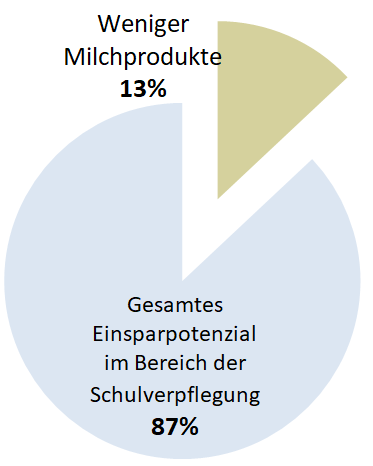 Weniger
Milchprodukte
13%
Gesamtes
Einsparpotenzial
im Bereich der
Schulverpflegung
87%